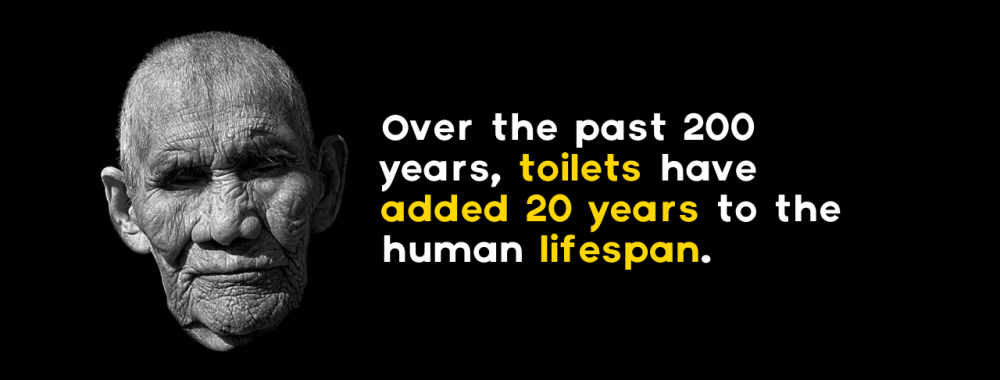 Over the past 200
years, toilets have
added 20 years to the
human lifespan.